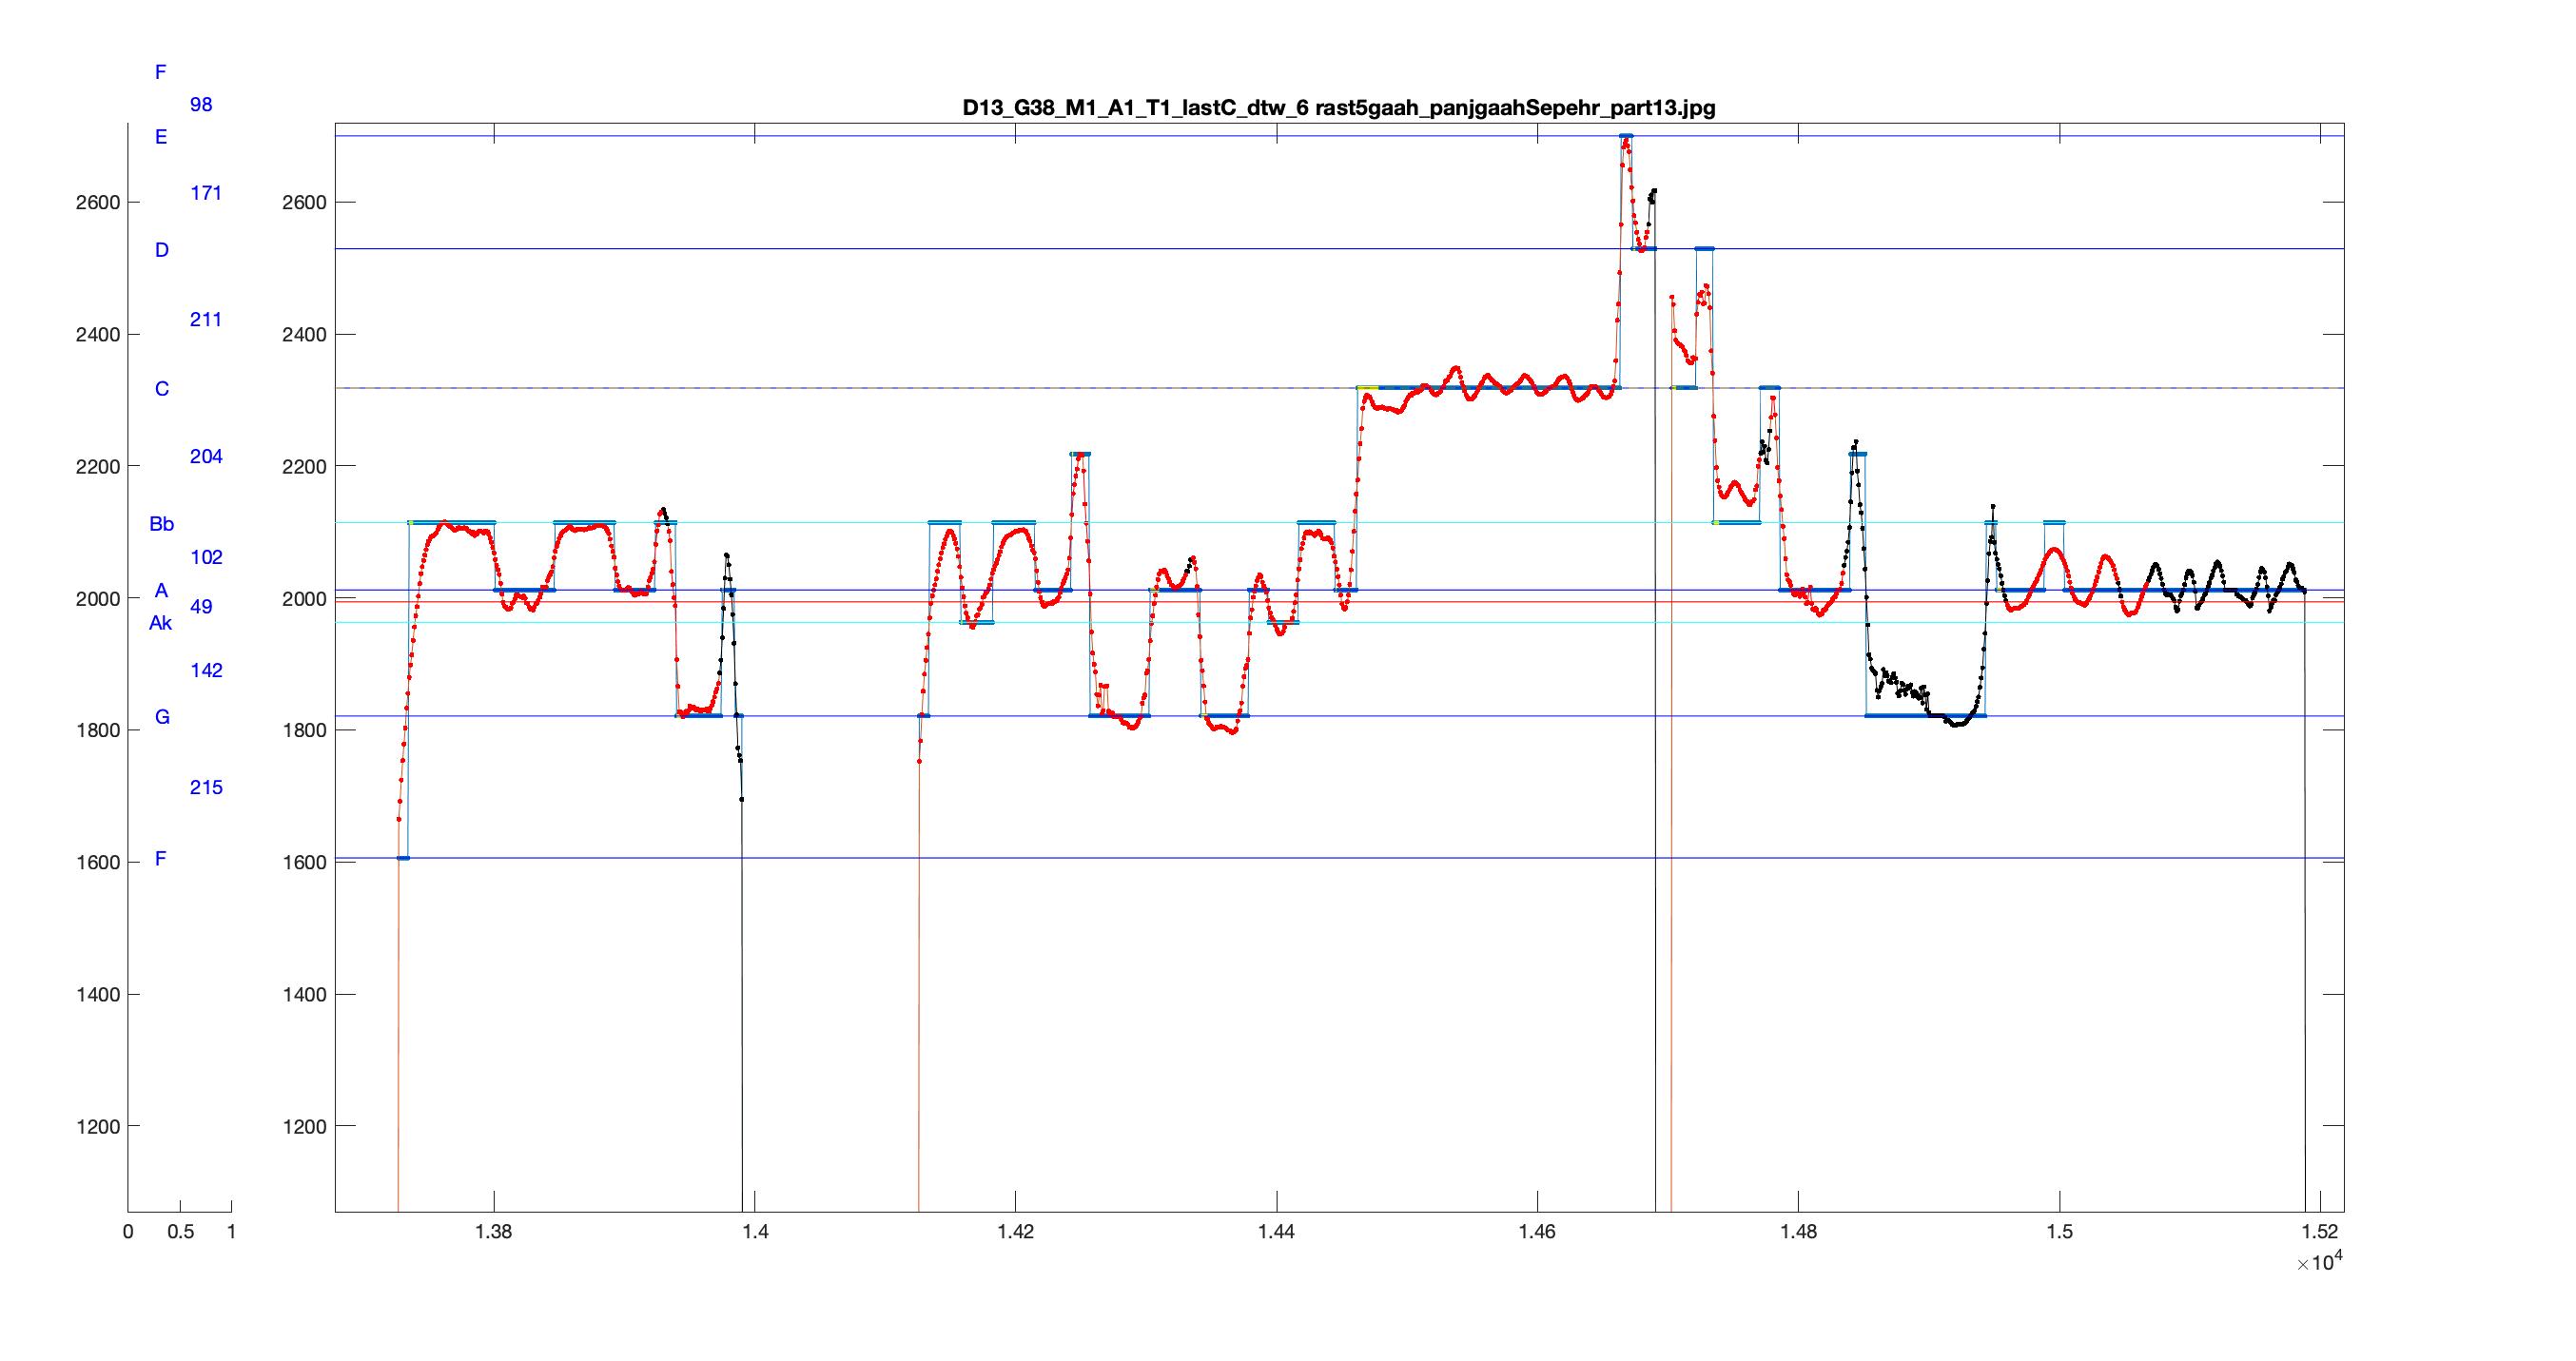 F
98
D13_G38_M1_A1_T1_lastC_dtw_6 rast5gaah_panjgaahSepehr_part13.jpg
E
171
2600 2600
D
211
2400 2400
C
204
2200 2200
Bb
102
A
2000 49 2000
Ak
142
G
1800 1800
215
1600 F 1600
1400 1400
1200 1200
0 0.5 1 1.38 1.4 1.42 1.44 1.46 1.48 1.5 1.52
×10^4